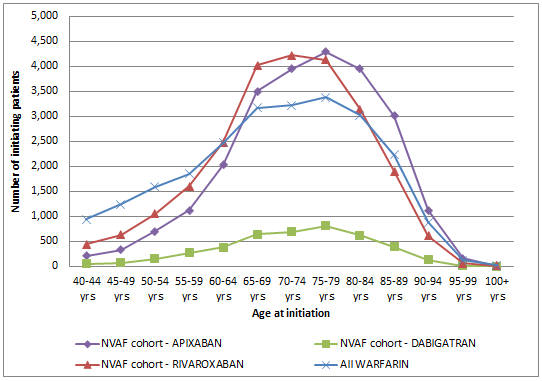 5,000
4,500
4,000
3,500
3,000
2,500
2,000
1,500
1,000
500
0
Number of initiating patients
40-44 45-49 50-54 55-59 60-64 65-69 70-74 75-79 80-84 85-89 90-94 95-99 100+
yrs yrs yrs yrs yrs yrs yrs yrs yrs yrs yrs yrs yrs
Age at initiation
NVAF cohort - APIXABAN NVAF cohort - DABIGATRAN
NVAF cohort - RIVAROXABAN All WARFARIN